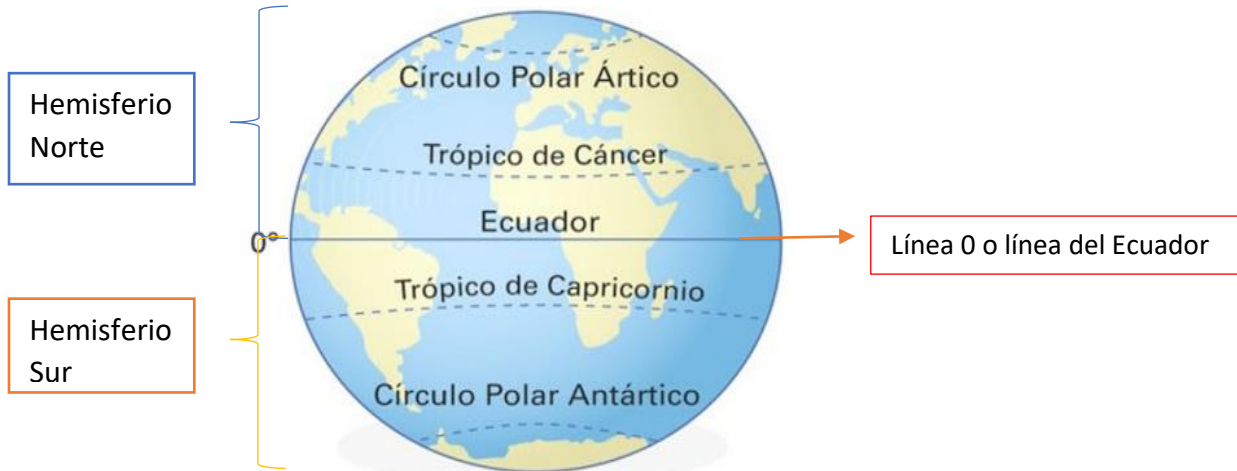 Círculo Polar Ártico
Hemisferio
Norte
Trópico de Cáncer
Ecuador
0°
Línea 0 o línea del Ecuador
Trópico de Capricornio
Hemisferio
Sur
Círculo Polar Antártico